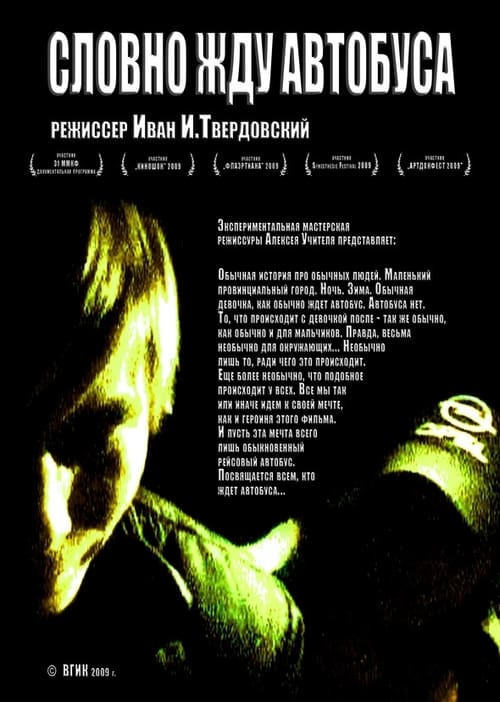 СЛОВНО ЖДУ АВТОБУСА
РЕЖИССЕР ИВАН И.ТВЕРДОВСКИЙ
УЧАСТНИК
31 ММКФ
ДОКУМЕНТАЛЬНАЯ ПРОГРАММА
УЧАСТНИК
„КИНОШОК" 2009
УЧАСТНИК
„ФЛАЭРТИАНА" 2009
УЧАСТНИК
SYNESTHESIE FESTIVAL 2009
УЧАСТНИК
„АРТДОКФЕСТ 2009"
ЭКСПЕРИМЕНТАЛЬНАЯ МАСТЕРСКАЯ
РЕЖИССУРЫ АЛЕКСЕЯ УЧИТЕЛЯ ПРЕДСТАВЛЯЕТ:
ОБЫЧНАЯ ИСТОРИЯ ПРО ОБЫЧНЫХ ЛЮДЕЙ. МАЛЕНЬКИЙ
ПРОВИНЦИАЛЬНЫЙ ГОРОД. НОЧЬ. ЗИМА. ОБЫЧНАЯ
ДЕВОЧКА, КАК ОБЫЧНО ЖДЕТ АВТОБУС. АВТОБУСА НЕТ.
ТО, ЧТО ПРОИСХОДИТ С ДЕВОЧКОЙ ПОСЛЕ - ТАК ЖЕ ОБЫЧНО,
КАК ОБЫЧНО И ДЛЯ МАЛЬЧИКОВ. ПРАВДА, ВЕСЬМА
НЕОБЫЧНО ДЛЯ ОКРУЖАЮЩИХ... НЕОБЫЧНО
ЛИШЬ ТО, РАДИ ЧЕГО ЭТО ПРОИСХОДИТ.
ЕЩЕ БОЛЕЕ НЕОБЫЧНО, ЧТО ПОДОБНОЕ
ПРОИСХОДИТ У ВСЕХ. ВСЕ МЫ ТАК
ИЛИ ИНАЧЕ ИДЕМ К СВОЕЙ МЕЧТЕ,
КАК И ГЕРОИНЯ ЭТОГО ФИЛЬМА.
И ПУСТЬ ЭТА МЕЧТА ВСЕГО
ЛИШЬ ОБЫКНОВЕННЫЙ
РЕЙСОВЫЙ АВТОБУС.
ПОСВЯЩАЕТСЯ ВСЕМ, КТО
ЖДЕТ АВТОБУСА...
© ВГИК 2009 г.